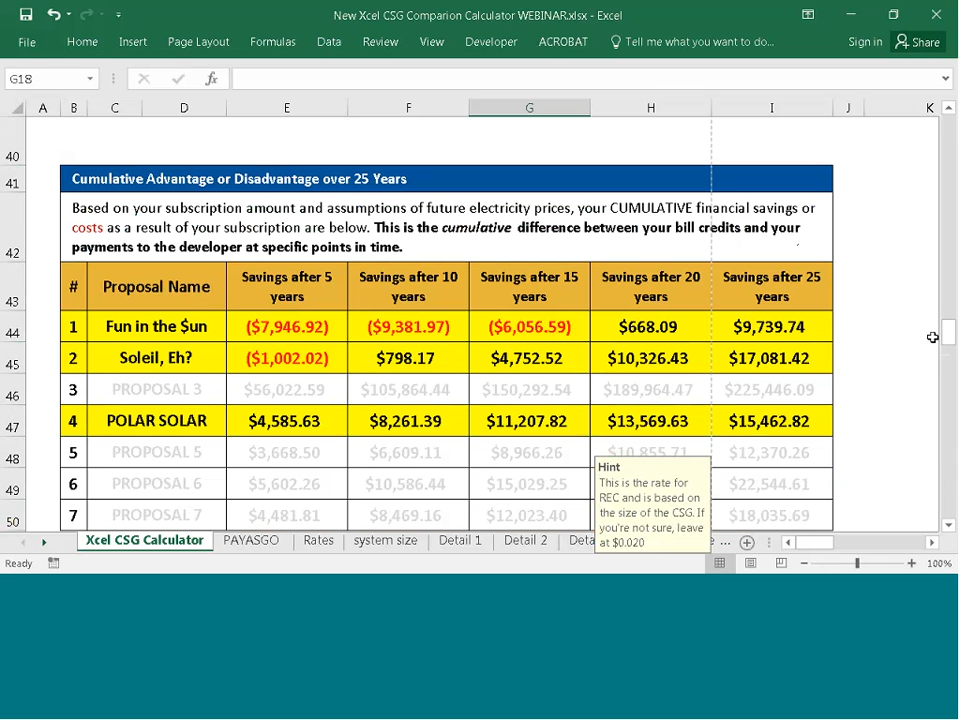 New Xcel CSG Comparion Calculator WEBINAR.xlsx - Excel
File Home Insert Page Layout Formulas Data Review View Developer ACROBAT Tell me what you want to do... Sign in Share
G18 fx
A B C D E F G H I J K
40
41 Cumulative Advantage or Disadvantage over 25 Years
Based on your subscription amount and assumptions of future electricity prices, your CUMULATIVE financial savings or
costs as a result of your subscription are below. This is the cumulative difference between your bill credits and your
42 payments to the developer at specific points in time.
43 # Proposal Name Savings after 5 years Savings after 10 years Savings after 15 years Savings after 20 years Savings after 25 years
44 1 Fun in the $un ($7,946.92) ($9,381.97) ($6,056.59) $668.09 $9,739.74
45 2 Soleil, Eh? ($1,002.02) $798.17 $4,752.52 $10,326.43 $17,081.42
46 3 PROPOSAL 3 $56,022.59 $105,864.44 $150,292.54 $189,964.47 $225,446.09
47 4 POLAR SOLAR $4,585.63 $8,261.39 $11,207.82 $13,569.63 $15,462.82
48 5 PROPOSAL 5 $3,668.50 $6,609.11 $8,966.26 $10,855.71 $12,370.26
49 6 PROPOSAL 6 $5,602.26 $10,586.44 $15,029.25 $22,544.61
50 7 PROPOSAL 7 $4,481.81 $8,469.16 $12,023.40 $18,035.69
Hint
This is the rate for
REC and is based on
the size of the CSG. If
you're not sure, leave
at $0.020
Xcel CSG Calculator PAYASGO Rates system size Detail 1 Detail 2 Deta e ...
Ready 100%